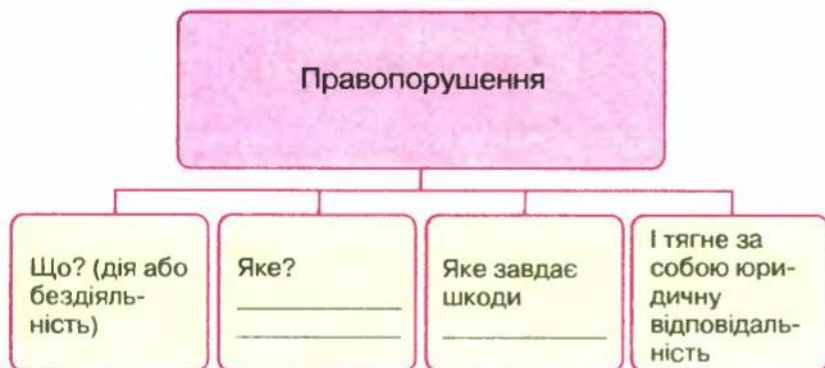 Правопорушення
Що? (дія або
бездіяль-
ність)
Яке?
Яке завдає
шкоди
І тягне за
собою юри-
дичну
відповідаль-
ність